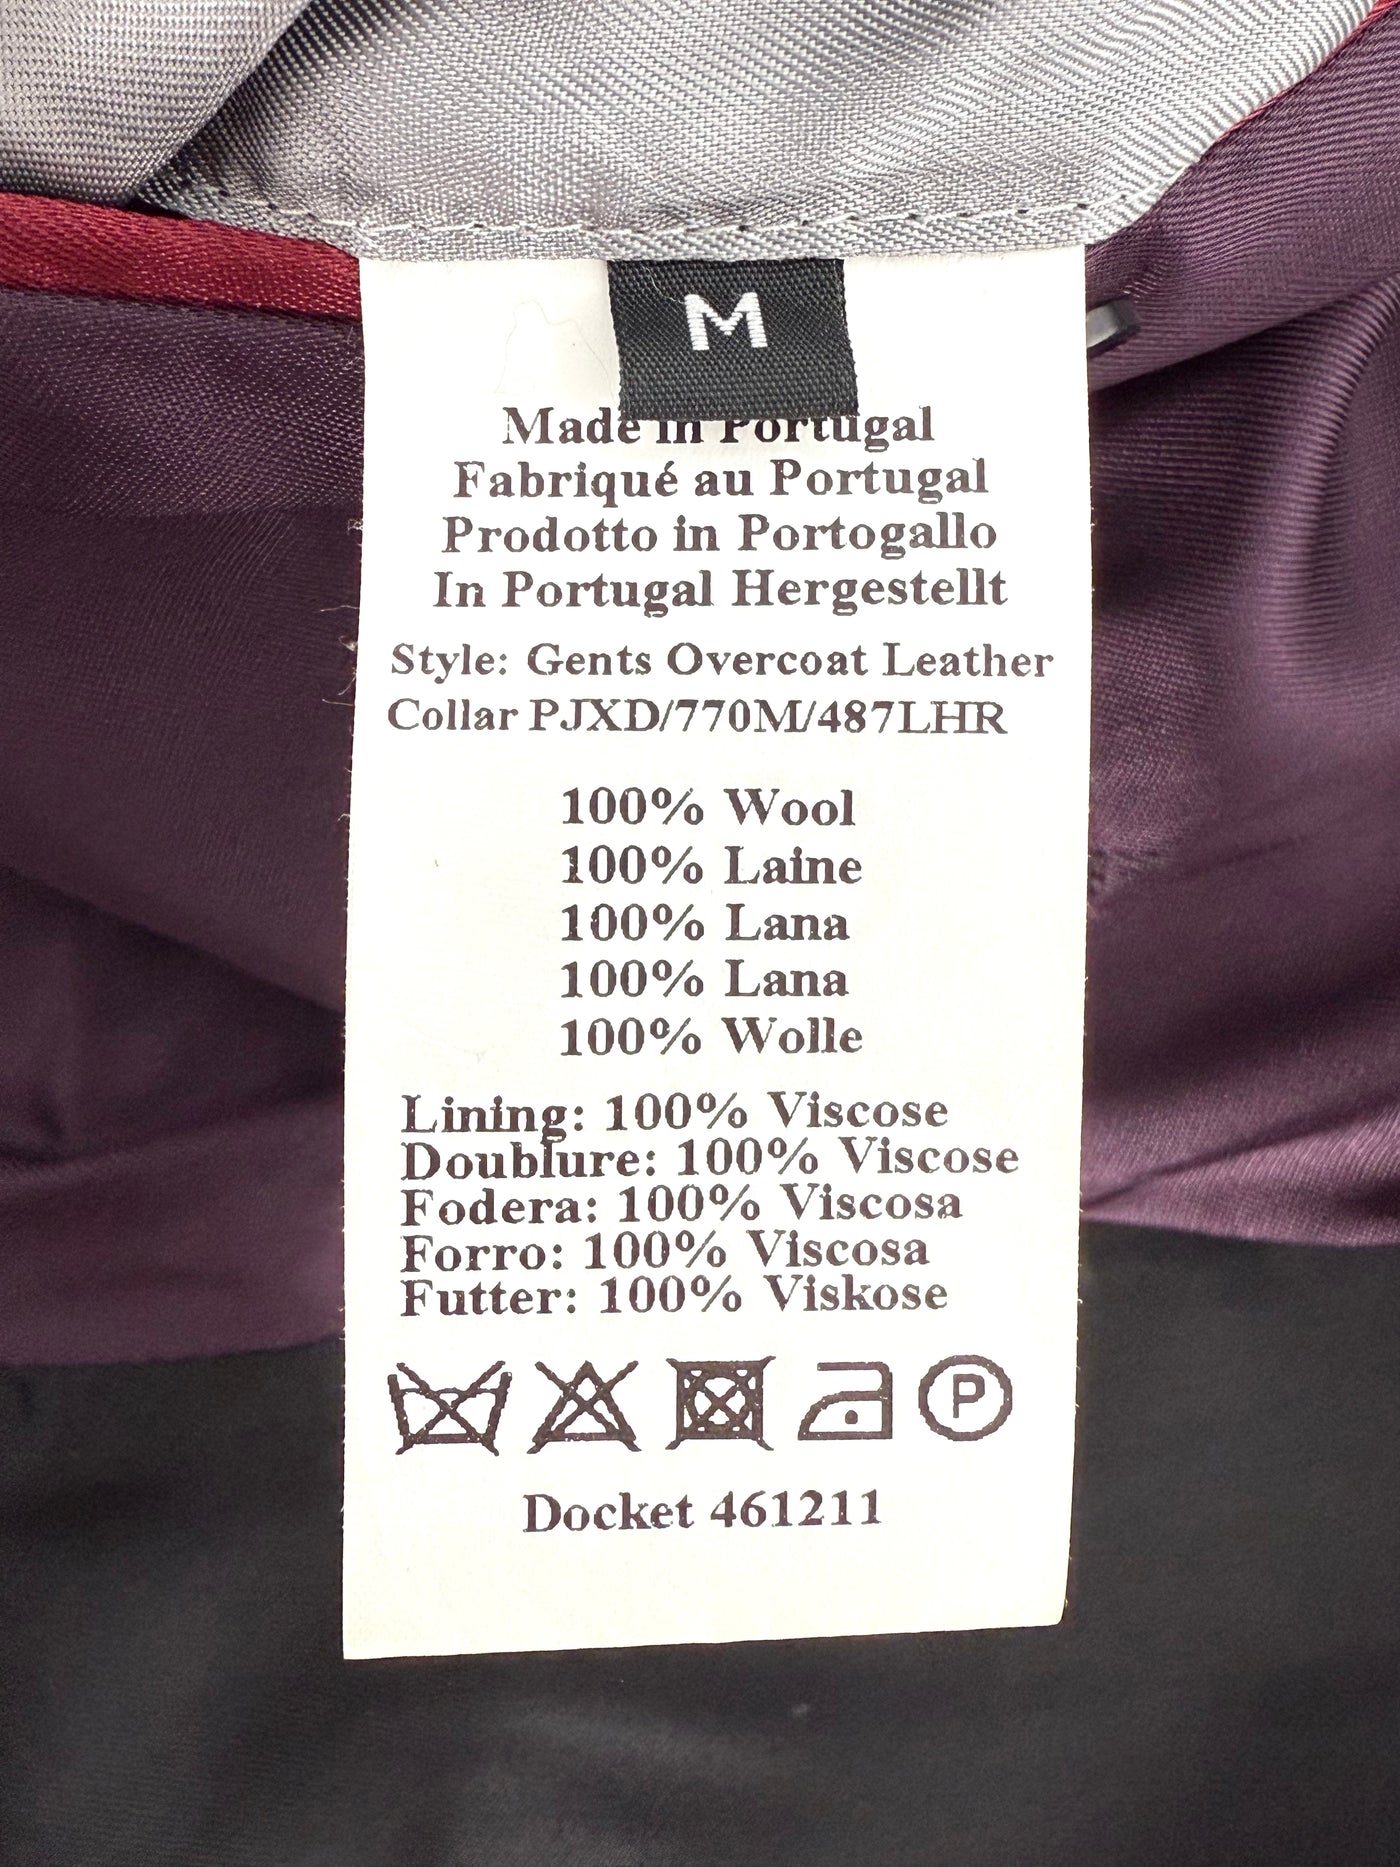 M
Made in Portugal
Fabriqué au Portugal
Prodotto in Portogallo
In Portugal Hergestellt
Style: Gents Overcoat Leather
Collar PJXD/770M/487LHR
100% Wool
100% Laine
100% Lana
100% Lana
100% Wolle
Lining: 100% Viscose
Doublure: 100% Viscose
Fodera: 100% Viscosa
Forro: 100% Viscosa
Futter: 100% Viskose
P
Docket 461211